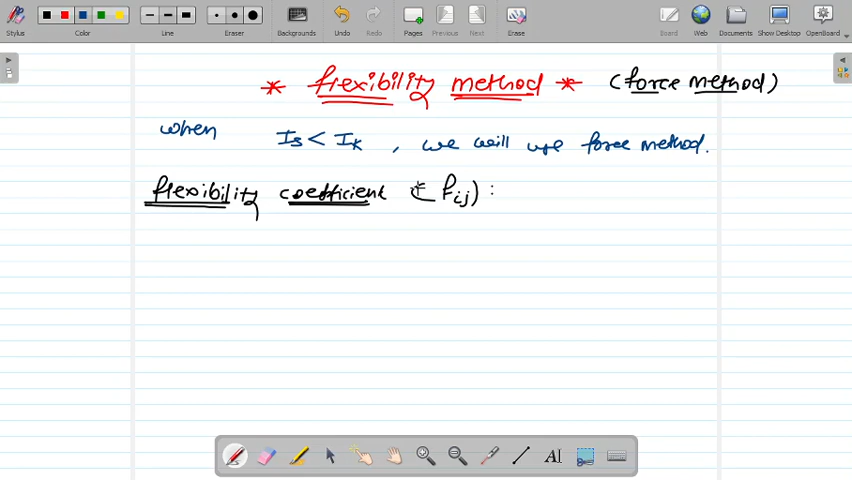 Stylus
Color
Line
Eraser
Undo
Redo
Pages
Previous
Next
Erase
Board
Web
Documents
Show Desktop
OpenBoard
* flexibility method * (force method)
when Is < Ik , we will use force method.
flexibility coefficient (fij) :
AI